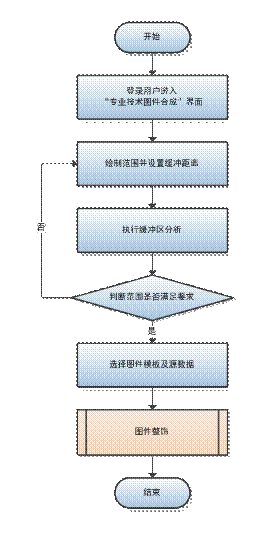 开始
登录用户进入
“专业技术图件合成”界面
绘制范围并设置缓冲距离
执行缓冲区分析
否
判断范围是否满足要求
是
选择图件模板及源数据
图件整饰
结束